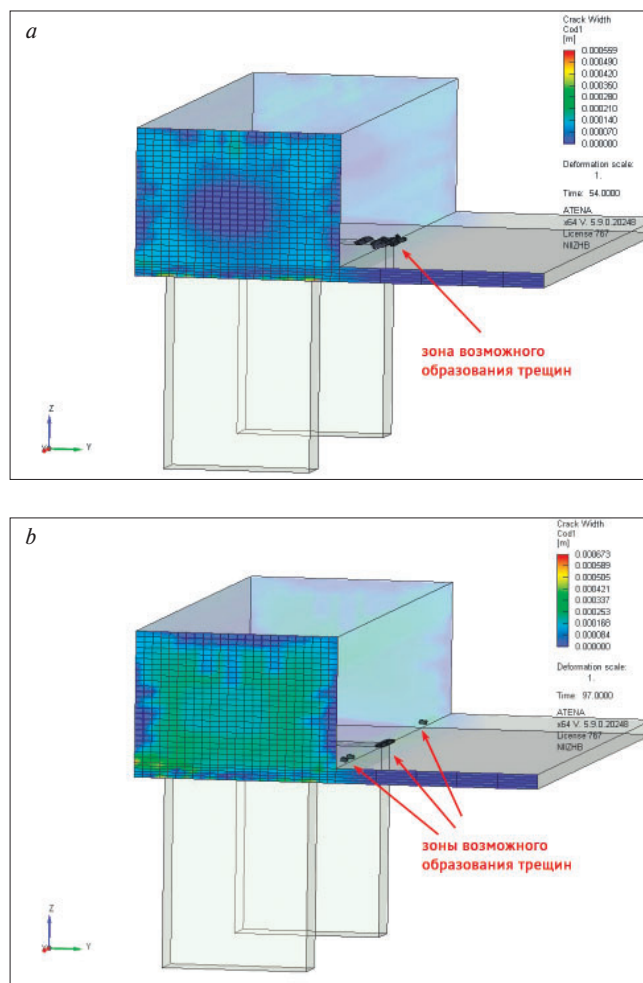 a
Crack Width
Cod1
[m]
0.000559
0.000490
0.000420
0.000350
0.000280
0.000210
0.000140
0.000070
0.000000
Deformation scale:
1.
Time: 54.0000
ATENA
x64 V. 5.9.0.20248
License 767
NIIZHB
зона возможного
образования трещин
Z
Y
b
Crack Width
Cod1
[m]
0.000673
0.000589
0.000505
0.000421
0.000337
0.000253
0.000168
0.000084
0.000000
Deformation scale:
1.
Time: 97.0000
ATENA
x64 V. 5.9.0.20248
License 767
NIIZHB
зоны возможного
образования трещин
Z
Y